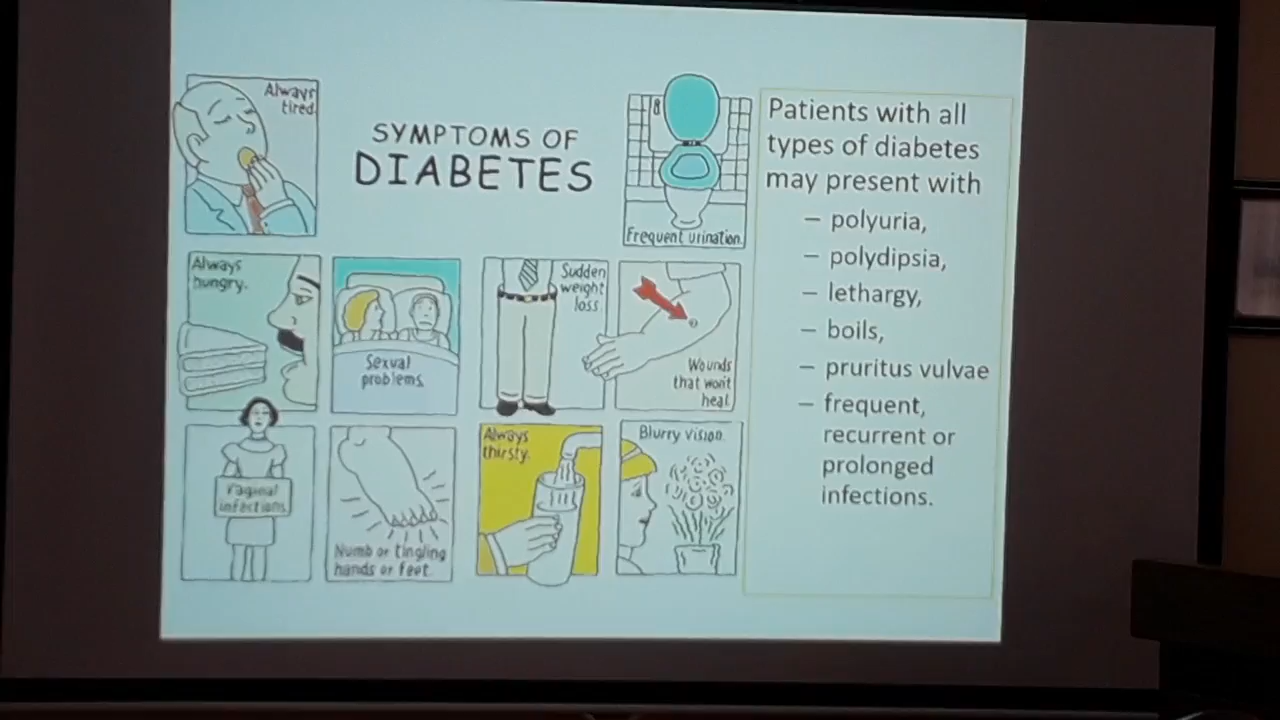 Always
tired.
SYMPTOMS OF
DIABETES
Frequent urination.
Always
hungry.
Sexual
problems.
Sudden
weight
loss.
Wounds
that won't
heal.
Vaginal
infections.
Numb or tingling
hands or feet.
Always
thirsty.
Blurry vision.
Patients with all
types of diabetes
may present with
– polyuria,
– polydipsia,
– lethargy,
– boils,
– pruritus vulvae
– frequent,
recurrent or
prolonged
infections.